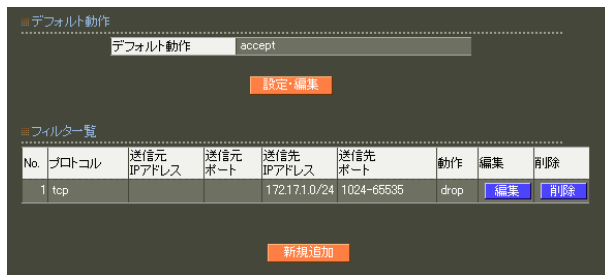 デフォルト動作
デフォルト動作 accept
設定・編集
フィルター覧
No. プロトコル 送信元IPアドレス 送信元ポート 送信先IPアドレス 送信先ポート 動作 編集 削除
1 tcp 172.17.1.0/24 1024-65535 drop 編集 削除
新規追加